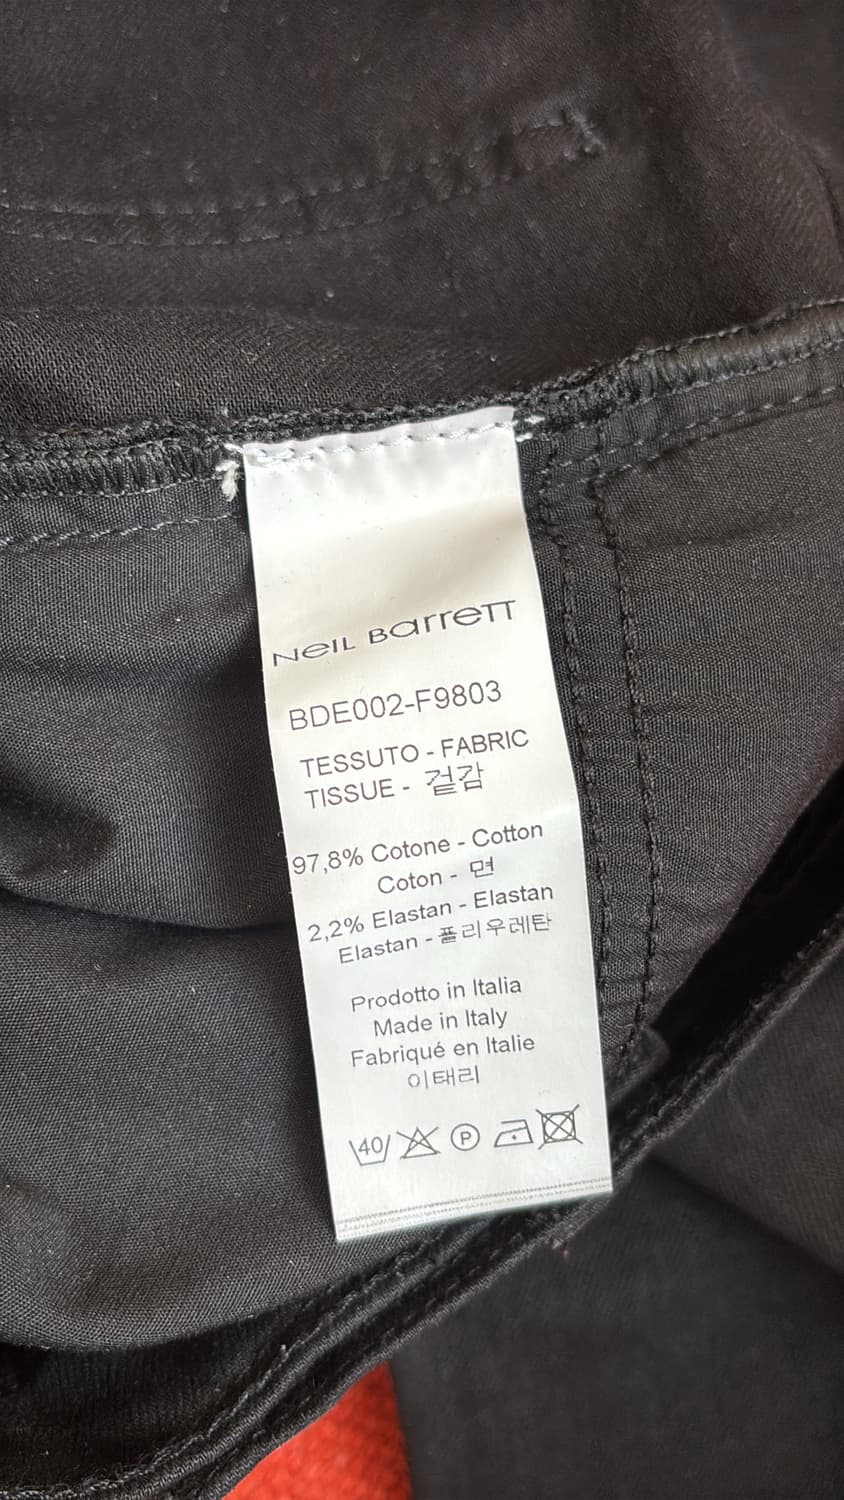 NeIL BarreTT
BDE002-F9803
TESSUTO - FABRIC
TISSUE - 겉감
97,8% Cotone - Cotton
Coton - 면
2,2% Elastan - Elastan
Elastan - 폴리우레탄
Prodotto in Italia
Made in Italy
Fabriqué en Italie
이태리
40 P